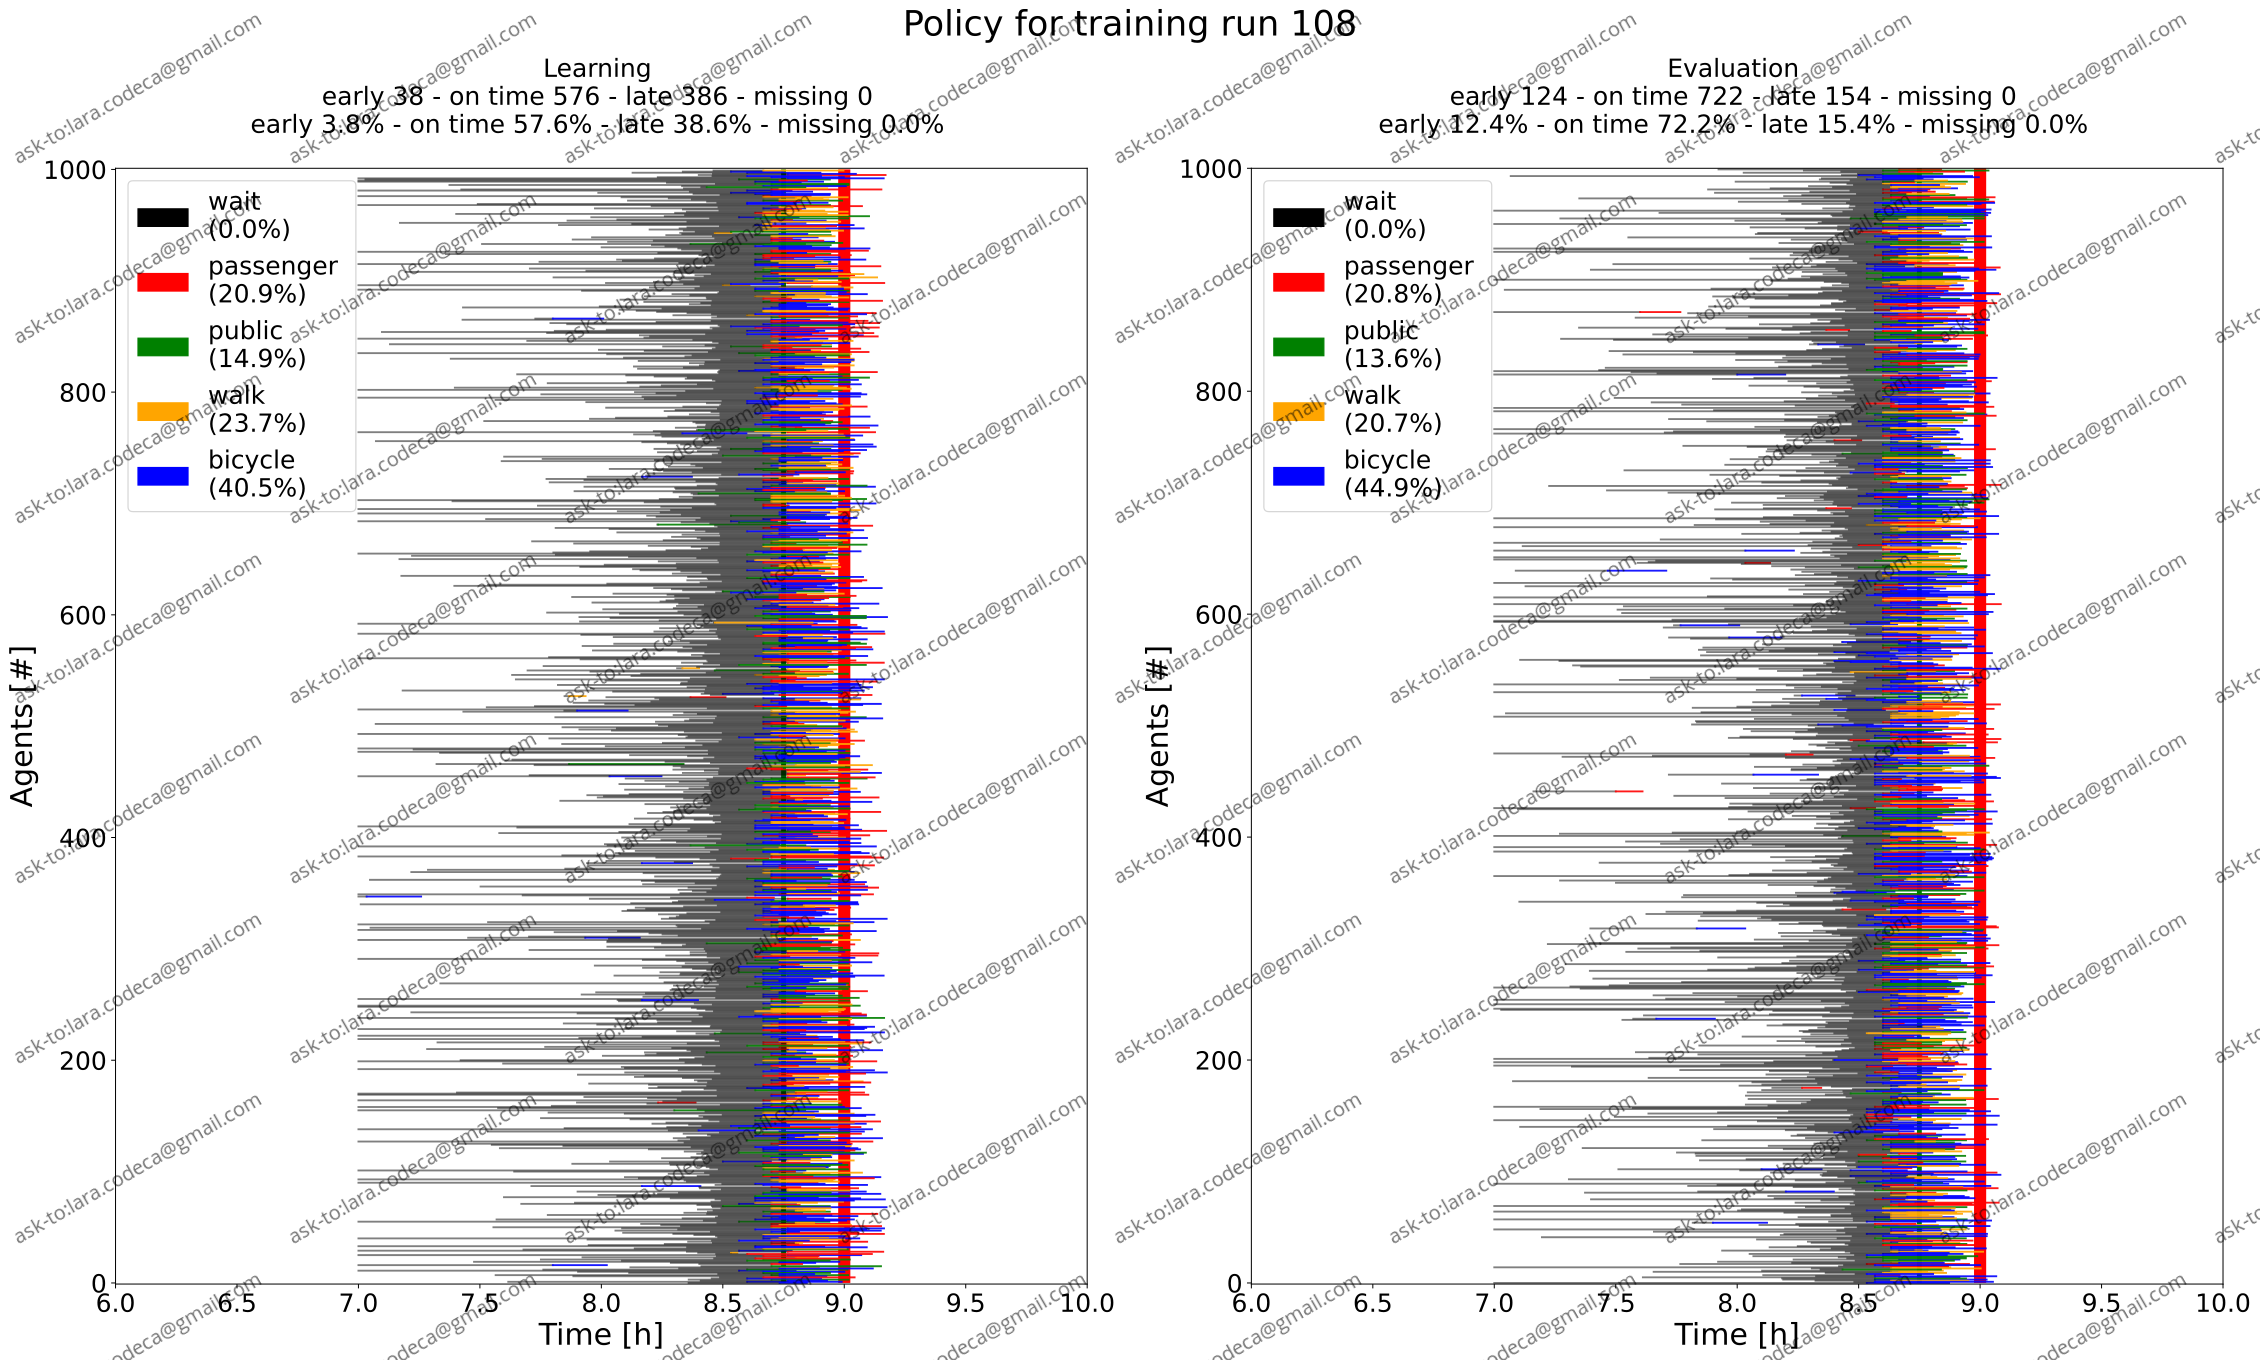 Policy for training run 108
Learning
early 38 - on time 576 - late 386 - missing 0
early 3.8% - on time 57.6% - late 38.6% - missing 0.0%
1000
800
600
400
200
0
Agents [#]
wait
(0.0%)
passenger
(20.9%)
public
(14.9%)
walk
(23.7%)
bicycle
(40.5%)
6.0 6.5 7.0 7.5 8.0 8.5 9.0 9.5 10.0
Time [h]
Evaluation
early 124 - on time 722 - late 154 - missing 0
early 12.4% - on time 72.2% - late 15.4% - missing 0.0%
1000
800
600
400
200
0
Agents [#]
wait
(0.0%)
passenger
(20.8%)
public
(13.6%)
walk
(20.7%)
bicycle
(44.9%)
6.0 6.5 7.0 7.5 8.0 8.5 9.0 9.5 10.0
Time [h]
ask-to:lara.codeca@gmail.com